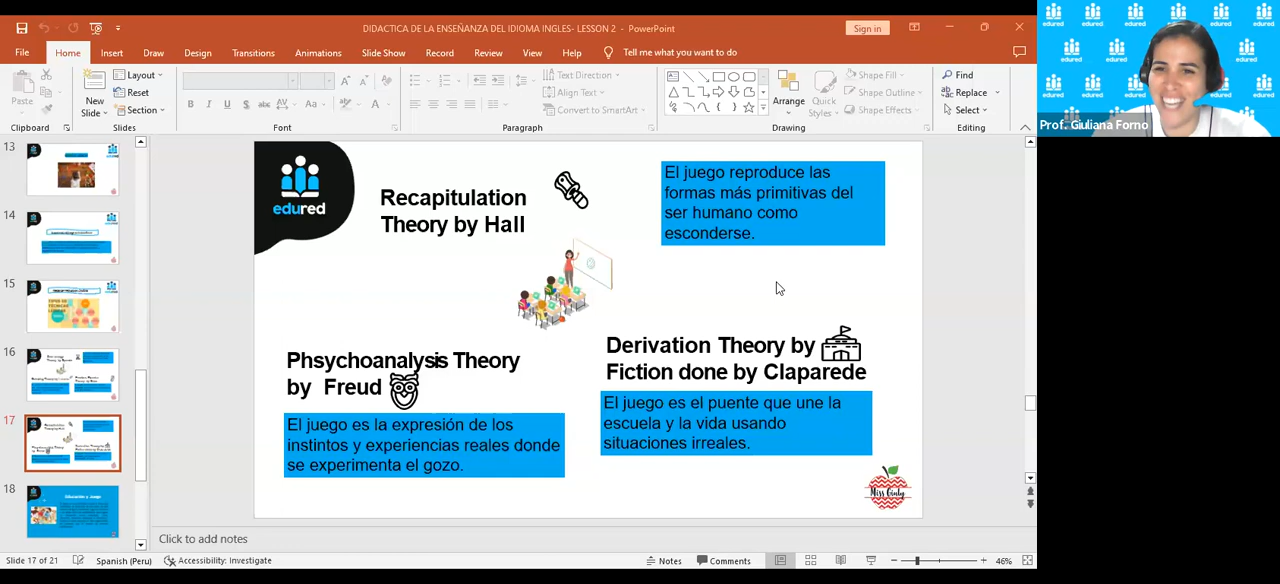 DIDACTICA DE LA ENSEÑANZA DEL IDIOMA INGLES- LESSON 2 - PowerPoint
Sign in
File Home Insert Draw Design Transitions Animations Slide Show Record Review View Help Tell me what you want to do
Paste
Clipboard
New Slide
Layout
Reset
Section
Slides
Font
Text Direction
Align Text
Convert to SmartArt
Paragraph
Arrange
Quick Styles
Shape Fill
Shape Outline
Shape Effects
Drawing
Find
Replace
Select
Editing
edured
Prof. Giuliana Forno
13
14
15
16
17
18
Educación y Juego
edured
Recapitulation
Theory by Hall
El juego reproduce las
formas más primitivas del
ser humano como
esconderse.
Phsychoanalysis Theory
by Freud
El juego es la expresión de los
instintos y experiencias reales donde
se experimenta el gozo.
Derivation Theory by
Fiction done by Claparede
El juego es el puente que une la
escuela y la vida usando
situaciones irreales.
Miss Giuly
Click to add notes
Slide 17 of 21 Spanish (Peru) Accessibility: Investigate Notes Comments 46%